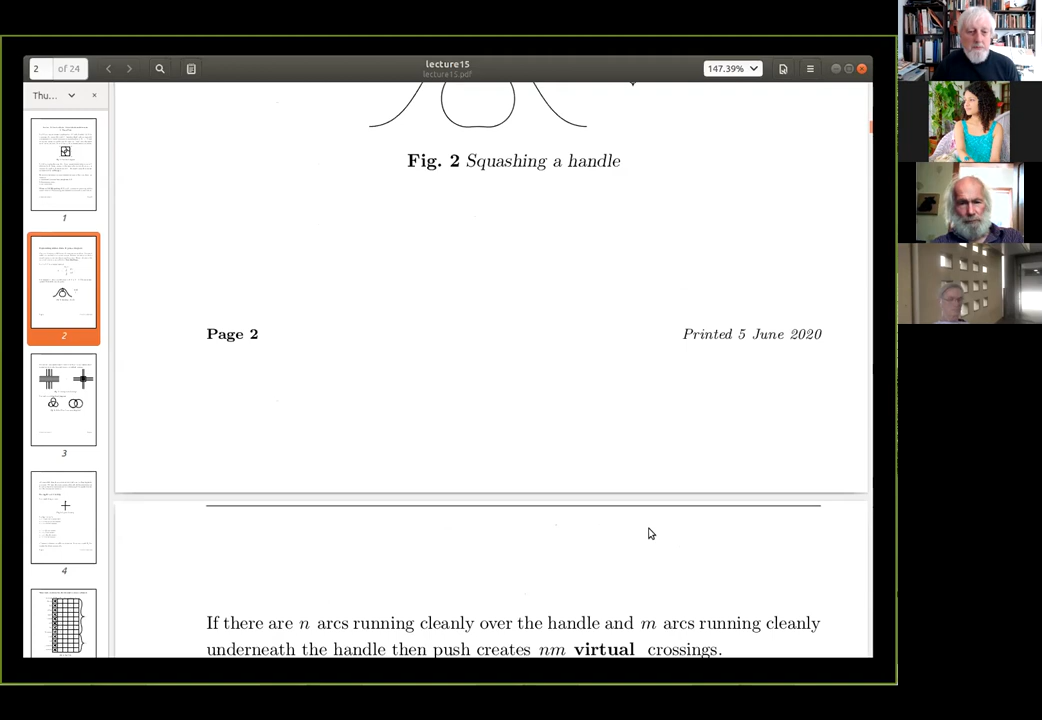 2 of 24
lecture15
lecture15.pdf
147.39%
Thu...
1
2
3
4
Fig. 2 Squashing a handle
Page 2
Printed 5 June 2020
If there are n arcs running cleanly over the handle and m arcs running cleanly
underneath the handle then push creates nm virtual crossings.